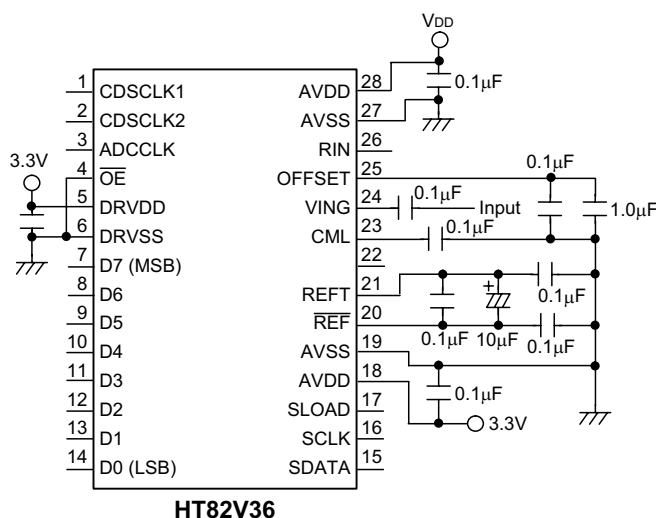 VDD
0.1µF
1 CDSCLK1 AVDD 28
2 CDSCLK2 AVSS 27
3 ADCCLK RIN 26
3.3V
4 OE OFFSET 25
0.1µF
5 DRVDD VING 24 0.1µF Input 1.0µF
6 DRVSS CML 23 0.1µF
7 D7 (MSB) 22
8 D6 REFT 21 + 0.1µF
9 D5 REF 20 0.1µF 10µF 0.1µF
10 D4 AVSS 19
11 D3 AVDD 18 0.1µF
12 D2 SLOAD 17 3.3V
13 D1 SCLK 16
14 D0 (LSB) SDATA 15
HT82V36